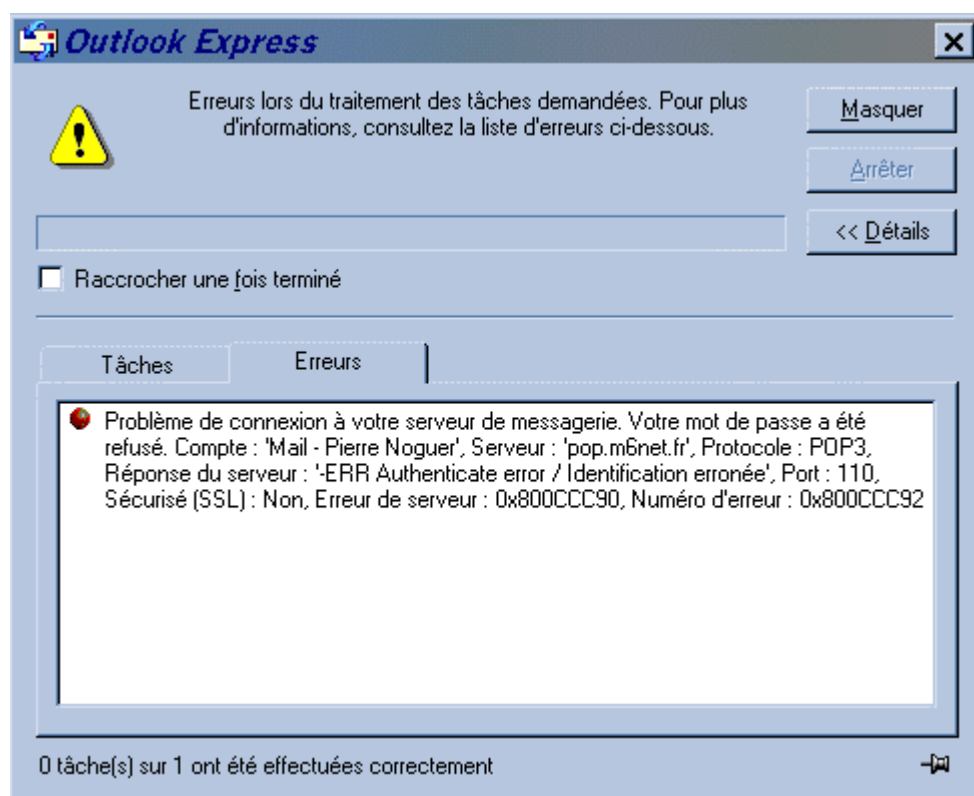 Outlook Express
Erreurs lors du traitement des tâches demandées. Pour plus
d'informations, consultez la liste d'erreurs ci-dessous.
Masquer
Arrêter
<< Détails
Raccrocher une fois terminé
Tâches
Erreurs
Problème de connexion à votre serveur de messagerie. Votre mot de passe a été
refusé. Compte : 'Mail - Pierre Noguer', Serveur : 'pop.m6net.fr', Protocole : POP3,
Réponse du serveur : '-ERR Authenticate error / Identification erronée', Port : 110,
Sécurisé (SSL) : Non, Erreur de serveur : 0x800CCC90, Numéro d'erreur : 0x800CCC92
0 tâche(s) sur 1 ont été effectuées correctement